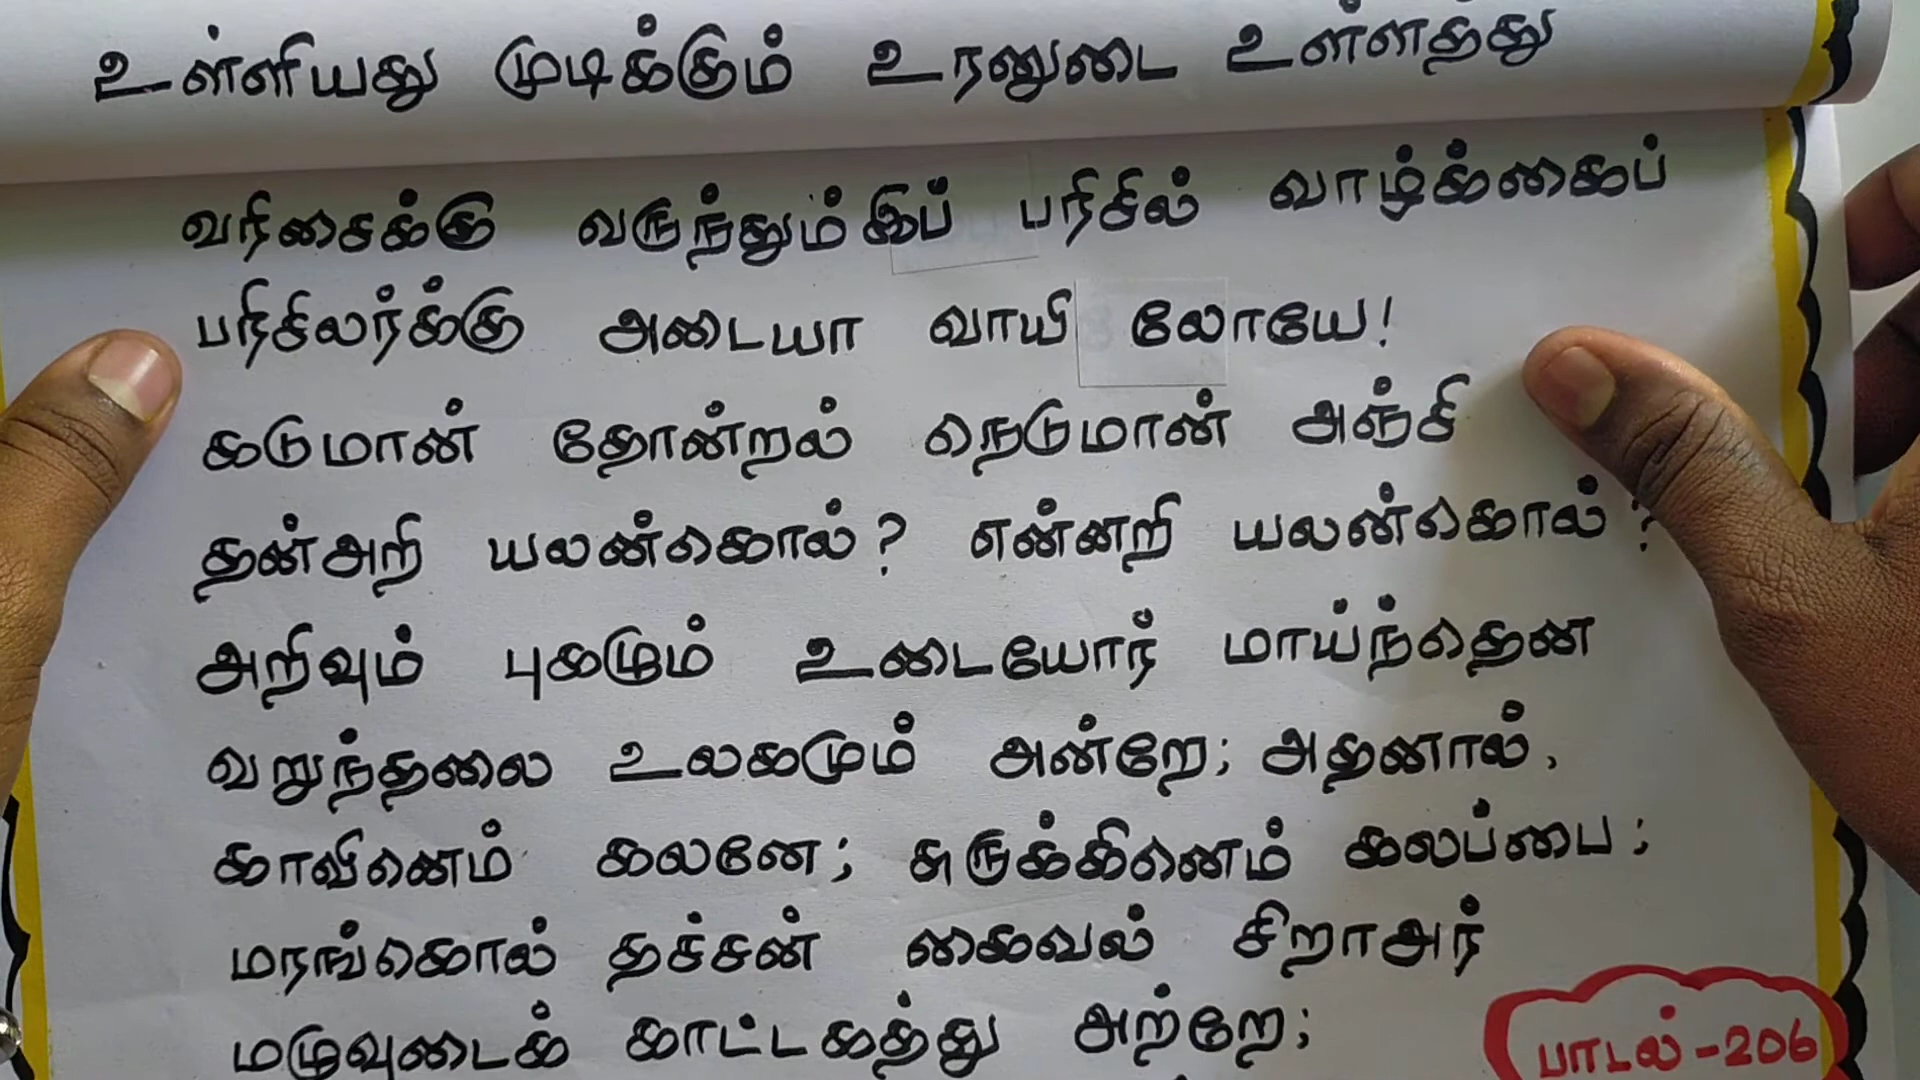 உள்ளியது முடிக்கும் உரனுடை உள்ளத்து
வரிசைக்கு வருந்தும்இப் பரிசில் வாழ்க்கைப்
பரிசிலர்க்கு அடையா வாயி லோயே!
கடுமான் தோன்றல் நெடுமான் அஞ்சி
தன்அறி யலன்கொல்? என்னறி யலன்கொல்?
அறிவும் புகழும் உடையோர் மாய்ந்தென
வறுந்தலை உலகமும் அன்றே; அதனால்,
காவினெம் கலனே; சுருக்கினெம் கலப்பை;
மரங்கொல் தச்சன் கைவல் சிறாஅர்
மழுவுடைக் காட்டகத்து அற்றே;
பாடல் -206